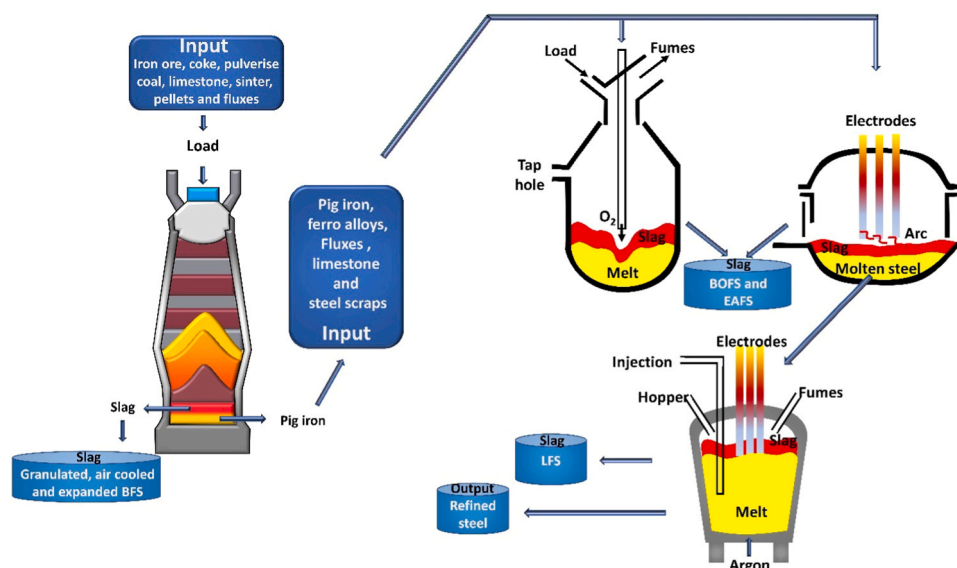 Input
Iron ore, coke, pulverise
coal, limestone, sinter,
pellets and fluxes
Load
Slag
Pig iron
Slag
Granulated, air cooled
and expanded BFS
Pig iron,
ferro alloys,
Fluxes ,
limestone
and
steel scraps
Input
Load
Fumes
Tap
hole
O2
Slag
Melt
Slag
BOFS and
EAFS
Electrodes
Arc
Slag
Molten steel
Electrodes
Injection
Hopper
Fumes
Slag
Melt
Argon
Slag
LFS
Output
Refined
steel